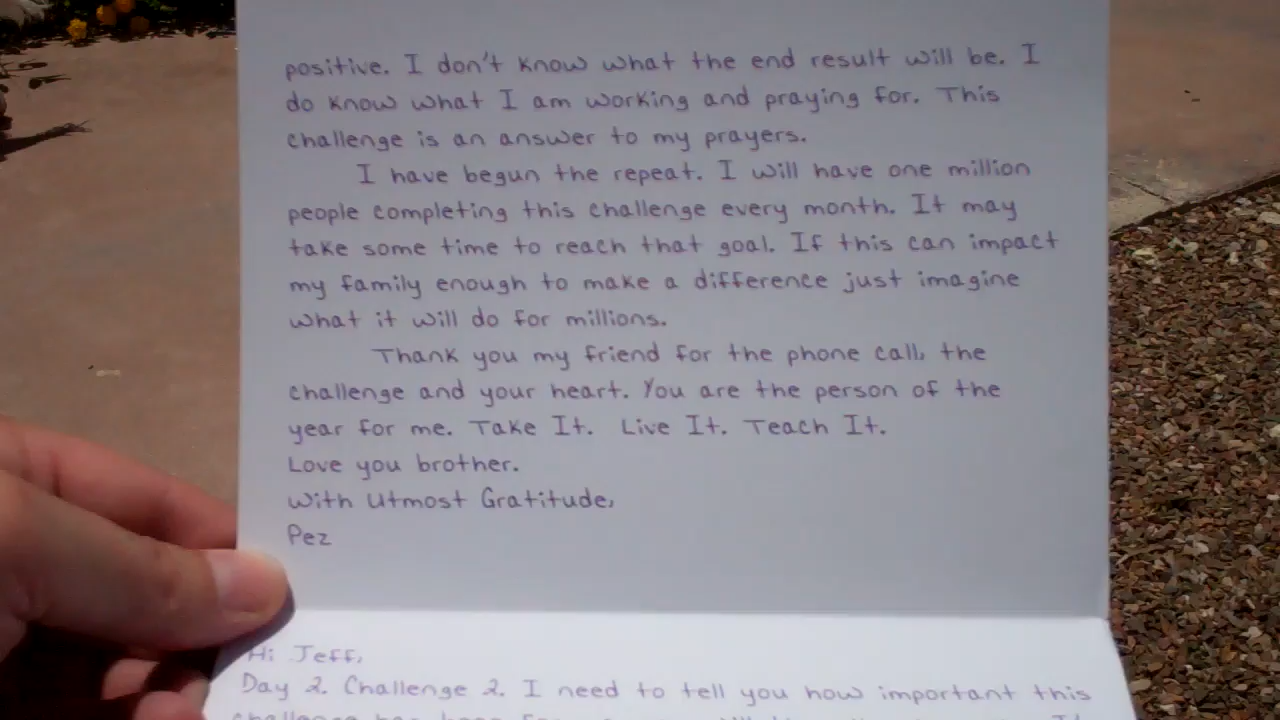 positive. I don't know what the end result will be. I
do know what I am working and praying for. This
challenge is an answer to my prayers.
I have begun the repeat. I will have one million
people completing this challenge every month. It may
take some time to reach that goal. If this can impact
my family enough to make a difference just imagine
what it will do for millions.
Thank you my friend for the phone call, the
challenge and your heart. You are the person of the
year for me. Take It. Live It. Teach It.
Love you brother.
With Utmost Gratitude,
Pez
Hi Jeff,
Day 2. Challenge 2. I need to tell you how important this
challenge has been for